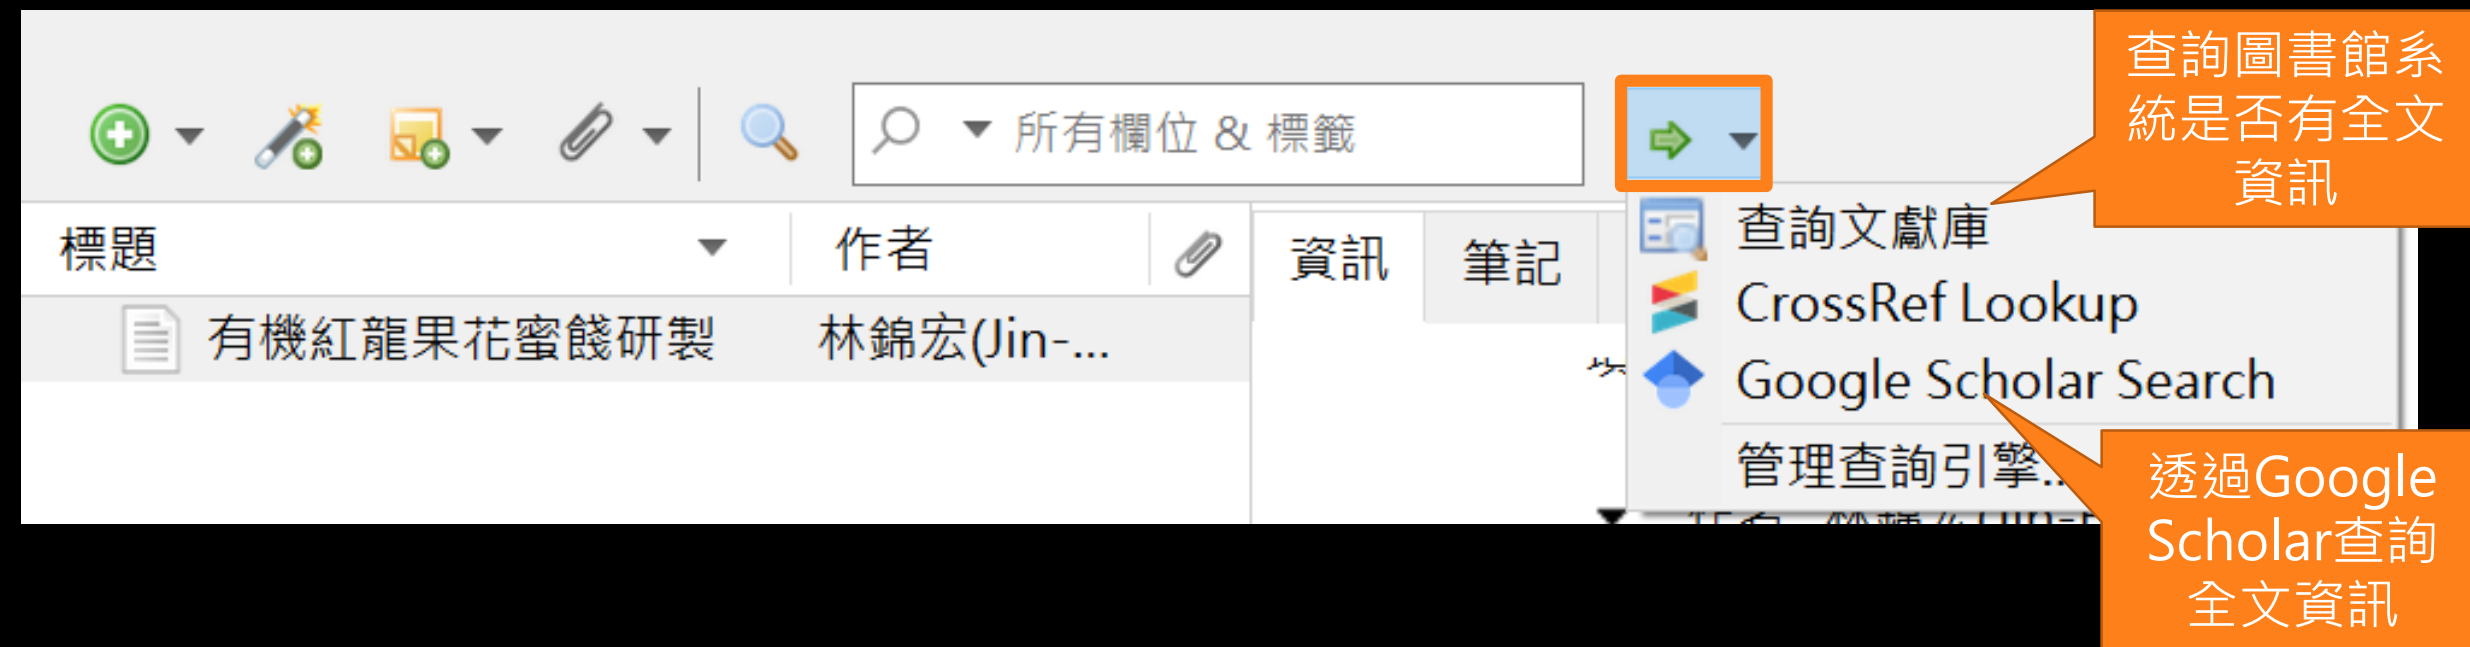 所有欄位 & 標籤
查詢圖書館系
統是否有全文
資訊
標題
作者
資訊
筆記
查詢文獻庫
CrossRef Lookup
Google Scholar Search
管理查詢引擎..
有機紅龍果花蜜餞研製
林錦宏(Jin-...
透過Google
Scholar查詢
全文資訊